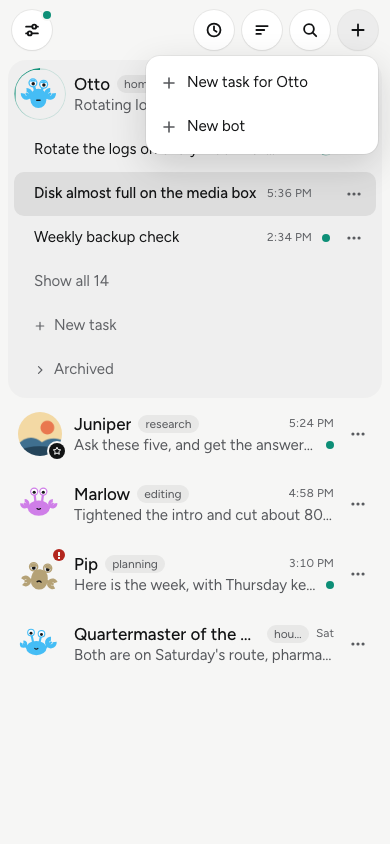 New task for Otto
New bot
Otto
Rotating lo
Rotate the logs o
Disk almost full on the media box 5:36 PM
Weekly backup check 2:34 PM
Show all 14
New task
Archived
Juniper research 5:24 PM
Ask these five, and get the answer...
Marlow editing 4:58 PM
Tightened the intro and cut about 80...
Pip planning 3:10 PM
Here is the week, with Thursday ke...
Quartermaster of the ... hou... Sat
Both are on Saturday's route, pharma...